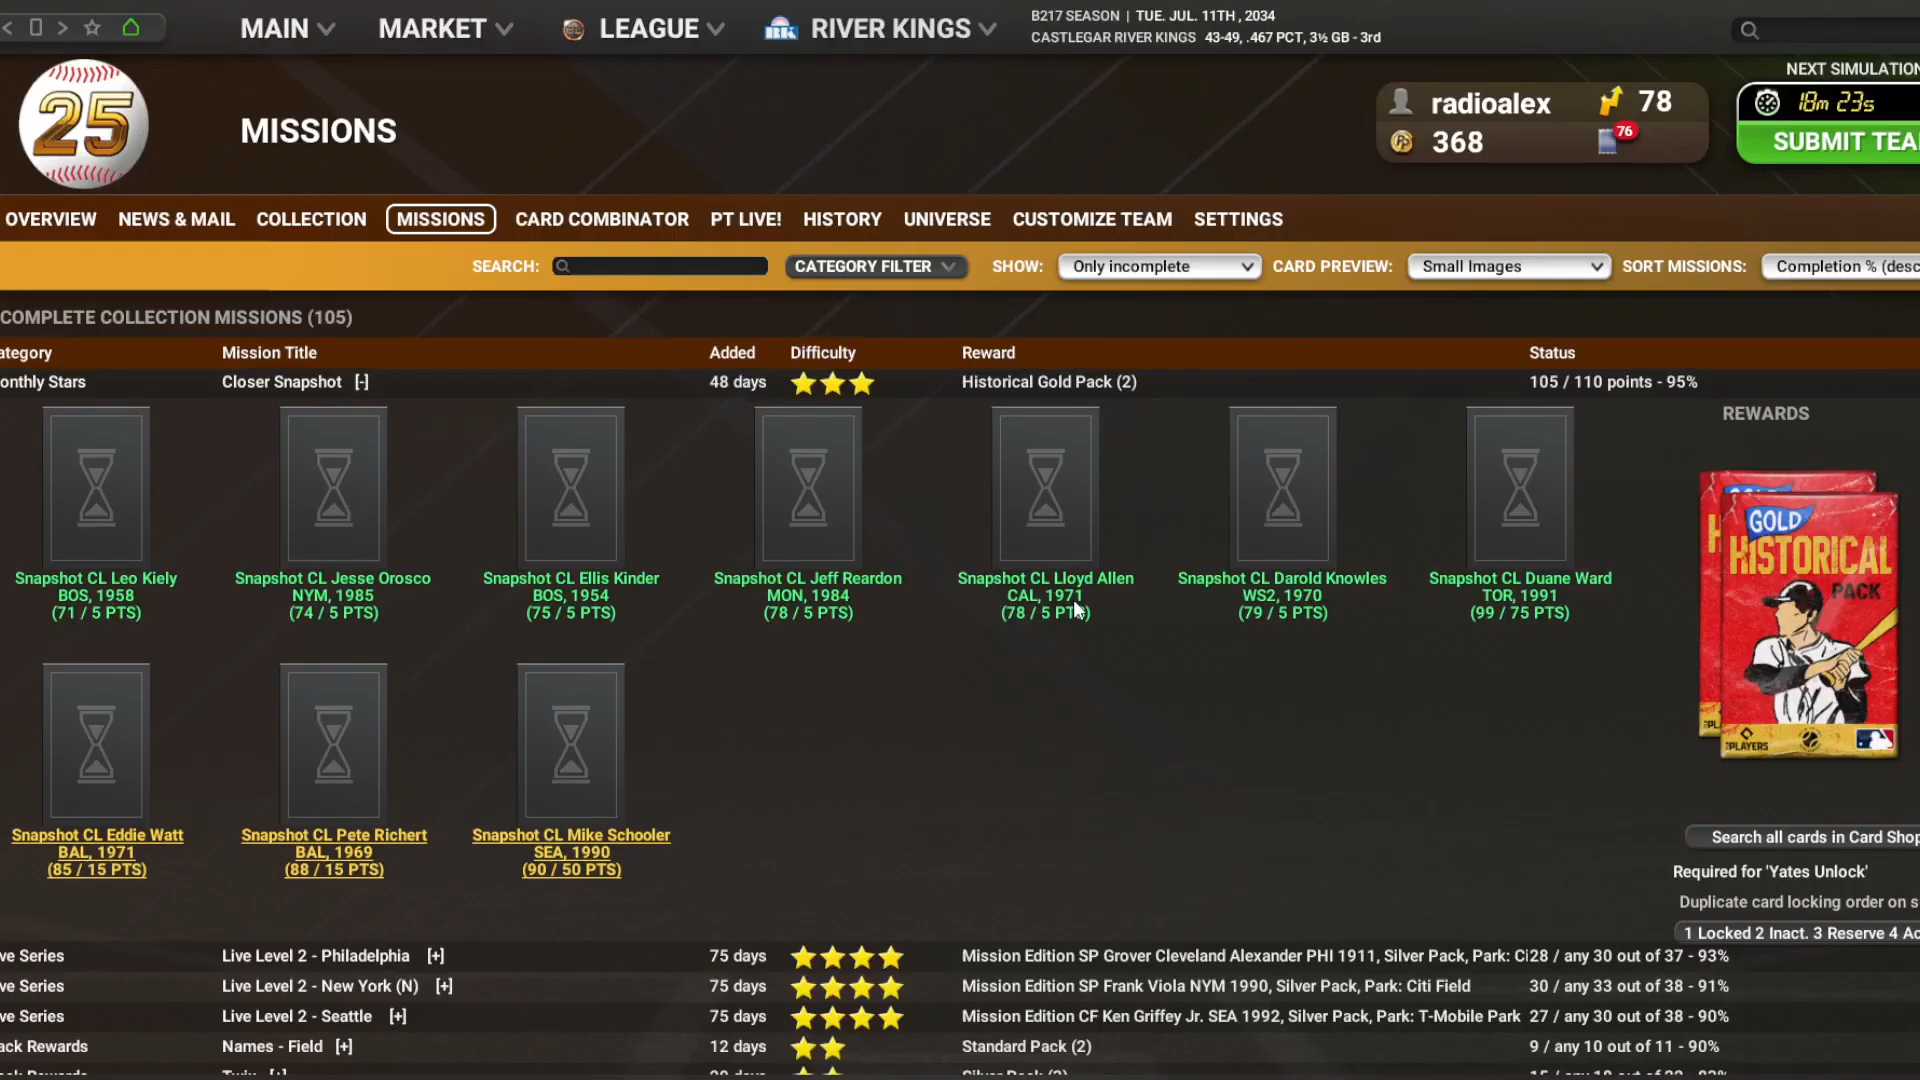 MAIN
MARKET
LEAGUE
RK RIVER KINGS
B217 SEASON | TUE. JUL. 11TH , 2034
CASTLEGAR RIVER KINGS 43-49, .467 PCT, 3½ GB - 3rd
25
MISSIONS
radioalex 78
368 76
NEXT SIMULATION
18m 23s
SUBMIT TEA
OVERVIEW NEWS & MAIL COLLECTION MISSIONS CARD COMBINATOR PT LIVE! HISTORY UNIVERSE CUSTOMIZE TEAM SETTINGS
SEARCH: CATEGORY FILTER SHOW: Only incomplete CARD PREVIEW: Small Images SORT MISSIONS: Completion % (desc
COMPLETE COLLECTION MISSIONS (105)
ategory Mission Title Added Difficulty Reward Status
onthly Stars Closer Snapshot [-] 48 days Historical Gold Pack (2) 105 / 110 points - 95%
REWARDS
Snapshot CL Leo Kiely
BOS, 1958
(71 / 5 PTS)
Snapshot CL Jesse Orosco
NYM, 1985
(74 / 5 PTS)
Snapshot CL Ellis Kinder
BOS, 1954
(75 / 5 PTS)
Snapshot CL Jeff Reardon
MON, 1984
(78 / 5 PTS)
Snapshot CL Lloyd Allen
CAL, 1971
(78 / 5 PTS)
Snapshot CL Darold Knowles
WS2, 1970
(79 / 5 PTS)
Snapshot CL Duane Ward
TOR, 1991
(99 / 75 PTS)
GOLD
HISTORICAL
PACK
PLAYERS
Snapshot CL Eddie Watt
BAL, 1971
(85 / 15 PTS)
Snapshot CL Pete Richert
BAL, 1969
(88 / 15 PTS)
Snapshot CL Mike Schooler
SEA, 1990
(90 / 50 PTS)
Search all cards in Card Shop
Required for 'Yates Unlock'
Duplicate card locking order on s
1 Locked 2 Inact. 3 Reserve 4 Ac
ve Series Live Level 2 - Philadelphia [+] 75 days Mission Edition SP Grover Cleveland Alexander PHI 1911, Silver Pack, Park: Ci 28 / any 30 out of 37 - 93%
ve Series Live Level 2 - New York (N) [+] 75 days Mission Edition SP Frank Viola NYM 1990, Silver Pack, Park: Citi Field 30 / any 33 out of 38 - 91%
ve Series Live Level 2 - Seattle [+] 75 days Mission Edition CF Ken Griffey Jr. SEA 1992, Silver Pack, Park: T-Mobile Park 27 / any 30 out of 38 - 90%
ack Rewards Names - Field [+] 12 days Standard Pack (2) 9 / any 10 out of 11 - 90%